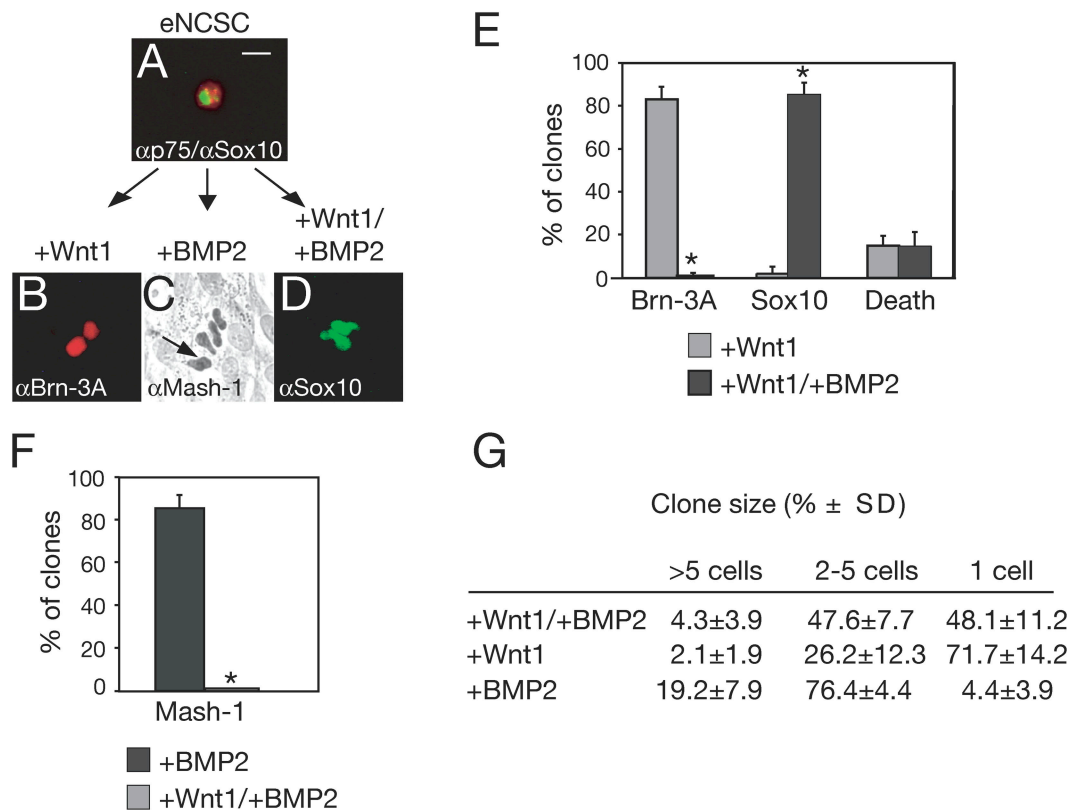 eNCSC
A
αp75/αSox10
+Wnt1
+BMP2
+Wnt1/
+BMP2
B
αBrn-3A
C
αMash-1
D
αSox10
E
% of clones
100
80
60
40
20
0
* *
Brn-3A Sox10 Death
+Wnt1
+Wnt1/+BMP2
F
% of clones
100
80
60
40
20
0
*
Mash-1
+BMP2
+Wnt1/+BMP2
G
Clone size (% ± SD)
>5 cells 2-5 cells 1 cell
+Wnt1/+BMP2 4.3±3.9 47.6±7.7 48.1±11.2
+Wnt1 2.1±1.9 26.2±12.3 71.7±14.2
+BMP2 19.2±7.9 76.4±4.4 4.4±3.9